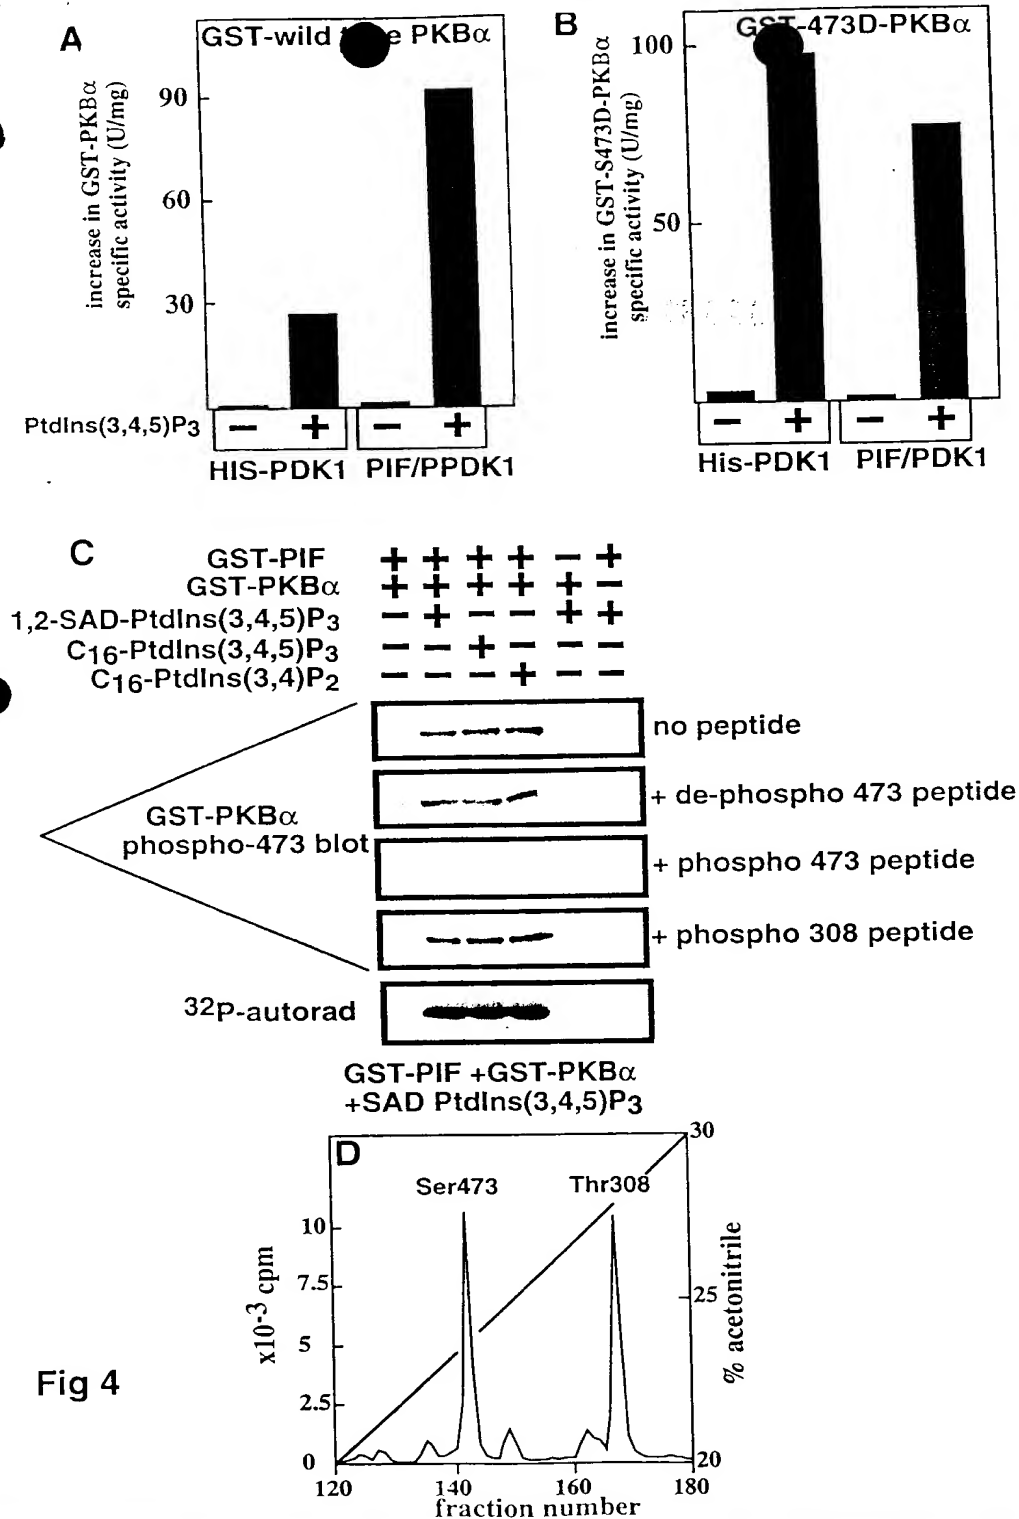 A
GST-wild e PKBα
increase in GST-PKBα
specific activity (U/mg)
90
60
30
PtdIns(3,4,5)P3
− + − +
HIS-PDK1 PIF/PPDK1
B
GST-473D-PKBα
increase in GST-S473D-PKBα
specific activity (U/mg)
100
50
− + − +
His-PDK1 PIF/PDK1
C
GST-PIF + + + + − +
GST-PKBα + + + + + −
1,2-SAD-PtdIns(3,4,5)P3 − + − − + +
C16-PtdIns(3,4,5)P3 − − + − − −
C16-PtdIns(3,4)P2 − − − + − −
no peptide
+ de-phospho 473 peptide
GST-PKBα
phospho-473 blot
+ phospho 473 peptide
+ phospho 308 peptide
32P-autorad
GST-PIF +GST-PKBα
+SAD PtdIns(3,4,5)P3
D
Ser473 Thr308
x10-3 cpm
10
7.5
5
2.5
0
30
25
20
% acetonitrile
120 140 160 180
fraction number
Fig 4